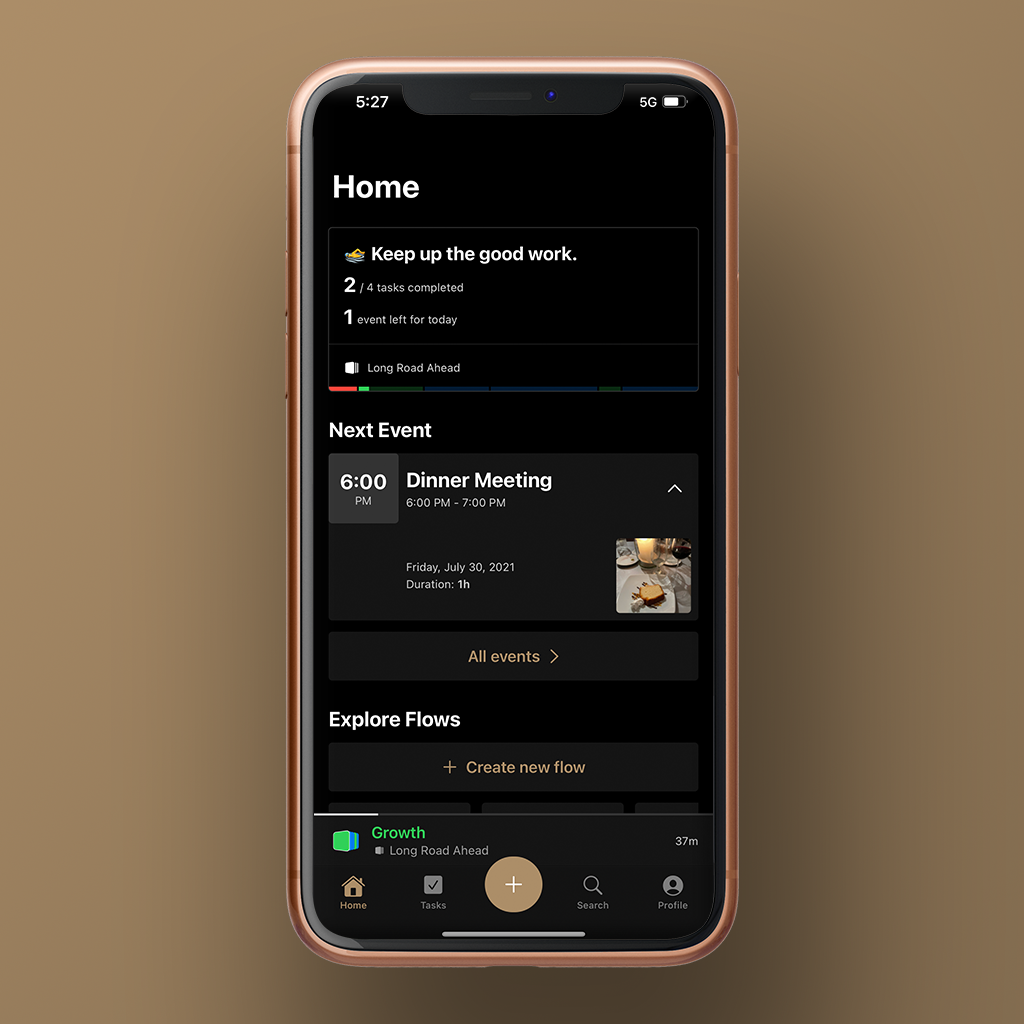 5:27
5G
Home
Keep up the good work.
2 / 4 tasks completed
1 event left for today
Long Road Ahead
Next Event
6:00
PM
Dinner Meeting
6:00 PM - 7:00 PM
Friday, July 30, 2021
Duration: 1h
All events
Explore Flows
+ Create new flow
Growth
Long Road Ahead
37m
+
Home
Tasks
Search
Profile